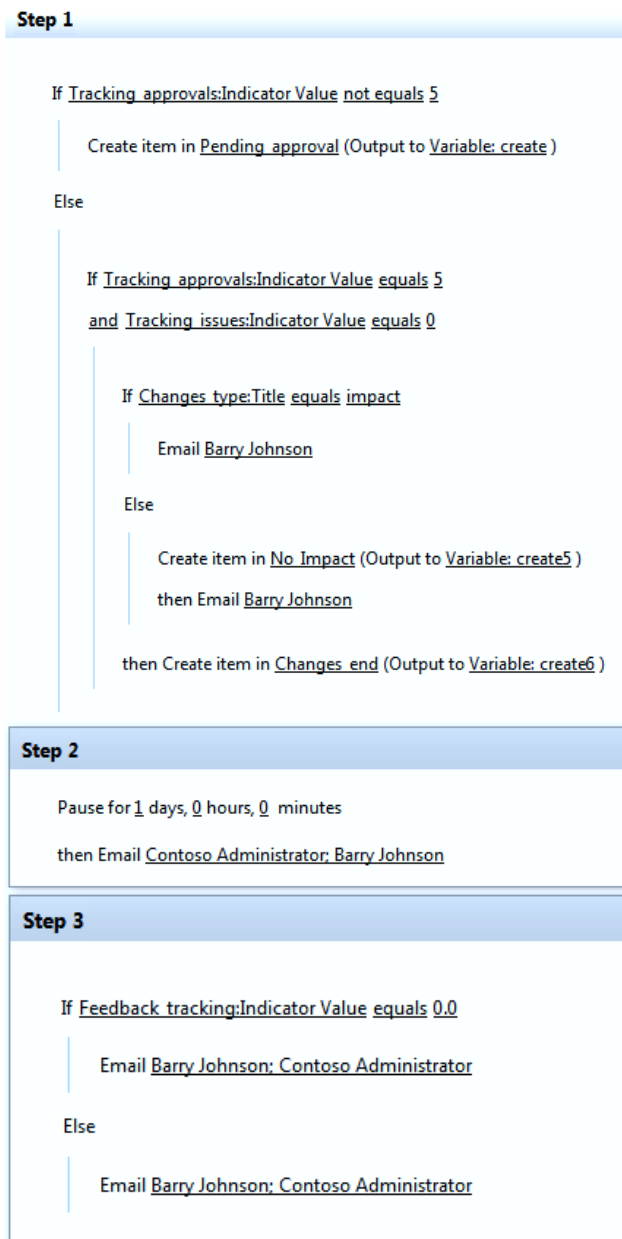 Step 1
If Tracking approvals:Indicator Value not equals 5
Create item in Pending approval (Output to Variable: create )
Else
If Tracking approvals:Indicator Value equals 5
and Tracking issues:Indicator Value equals 0
If Changes type:Title equals impact
Email Barry Johnson
Else
Create item in No Impact (Output to Variable: create5 )
then Email Barry Johnson
then Create item in Changes end (Output to Variable: create6 )
Step 2
Pause for 1 days, 0 hours, 0 minutes
then Email Contoso Administrator; Barry Johnson
Step 3
If Feedback tracking:Indicator Value equals 0.0
Email Barry Johnson; Contoso Administrator
Else
Email Barry Johnson; Contoso Administrator